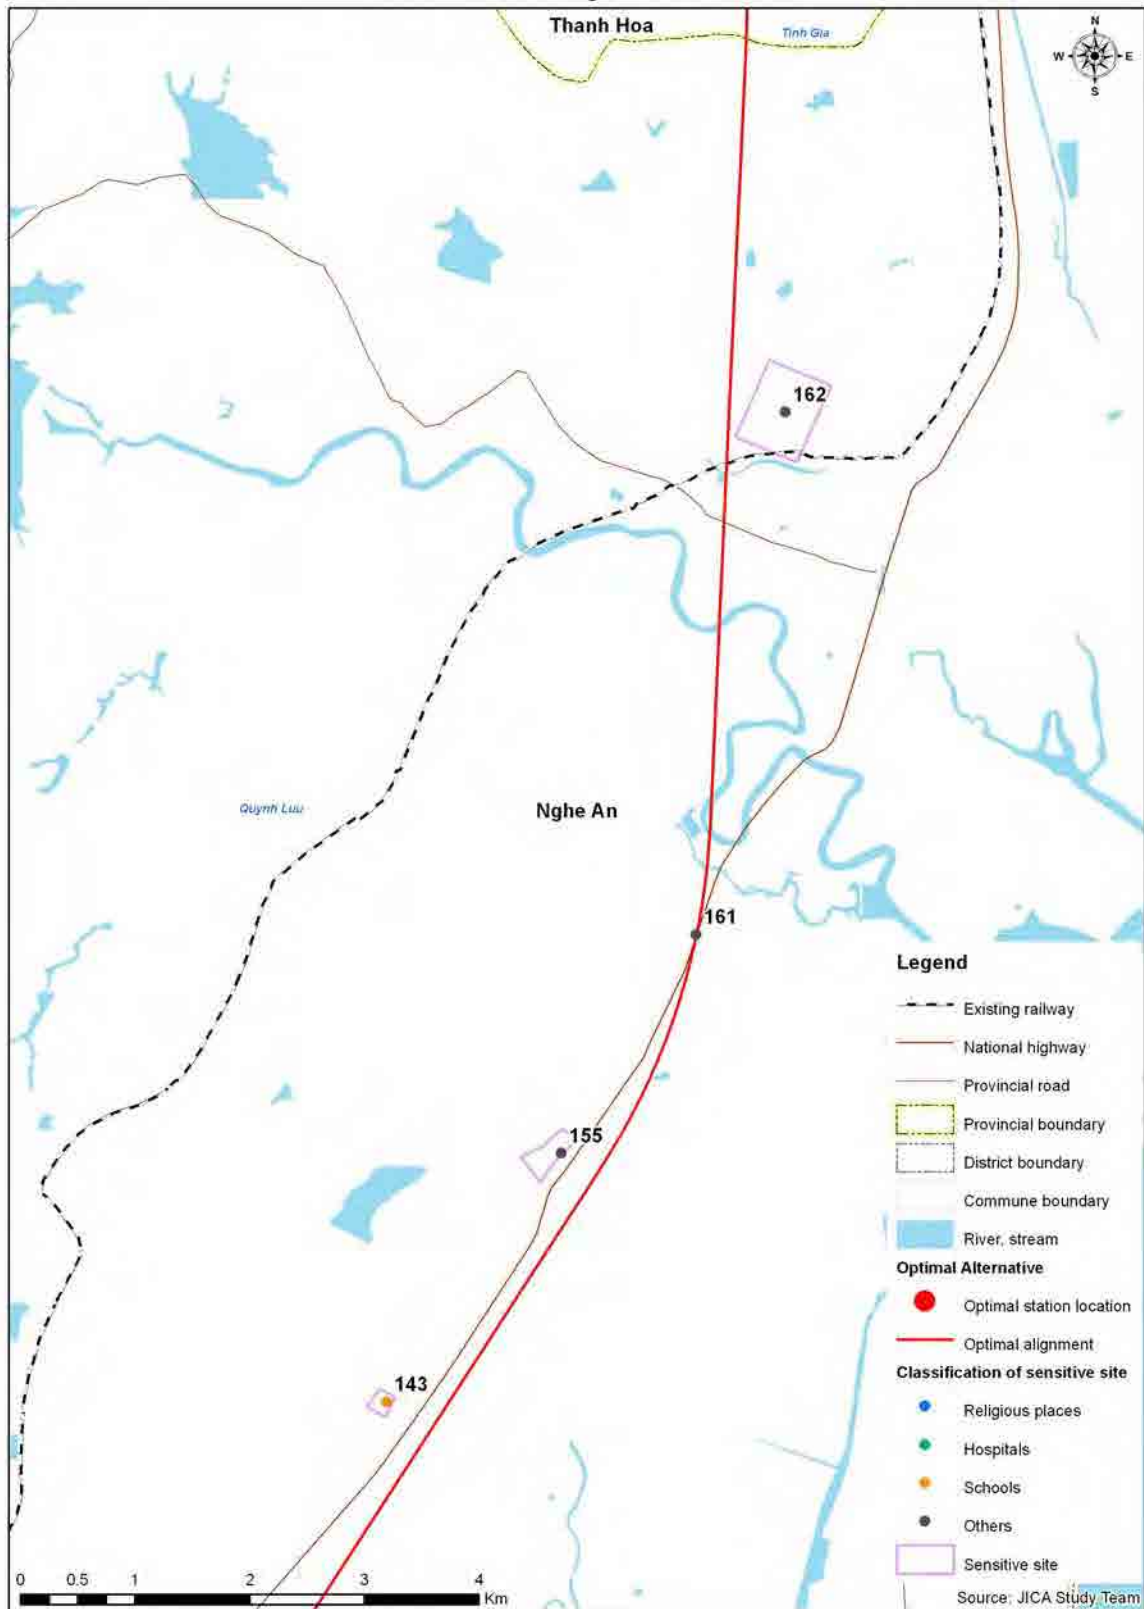 Thanh Hoa
Tinh Gia
N
W
E
S
162
Quynh Luu
Nghe An
161
155
143
Legend
Existing railway
National highway
Provincial road
Provincial boundary
District boundary
Commune boundary
River, stream
Optimal Alternative
Optimal station location
Optimal alignment
Classification of sensitive site
Religious places
Hospitals
Schools
Others
Sensitive site
0 0.5 1 2 3 4
Km
Source: JICA Study Team